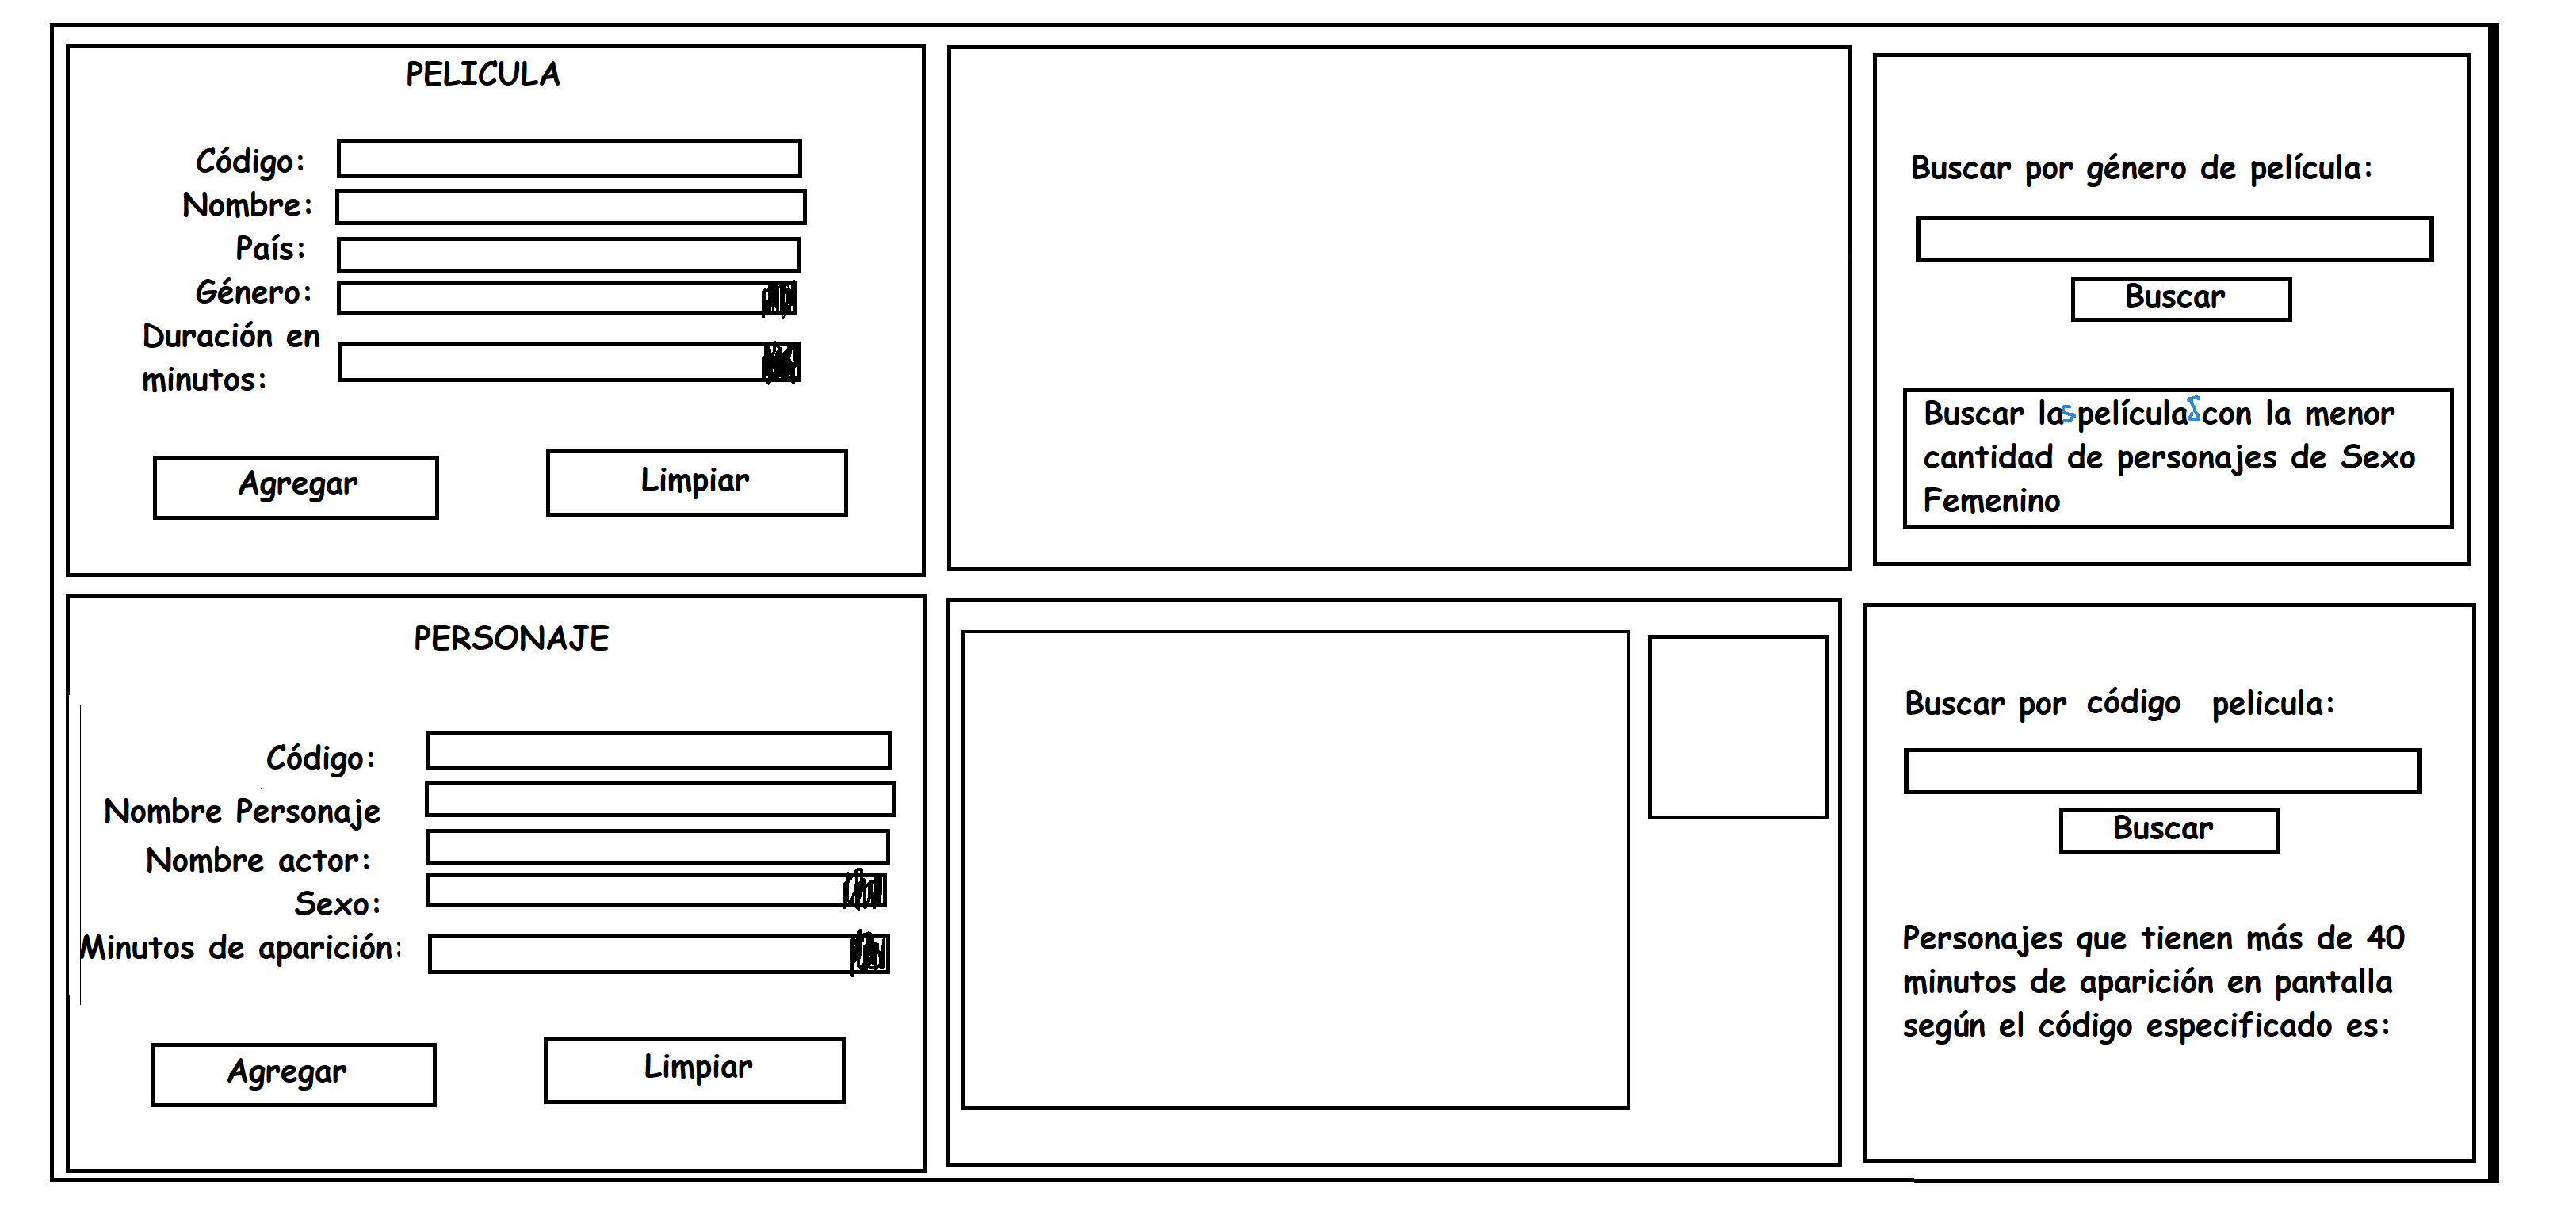 PELICULA
Código:
Nombre:
País:
Género:
Duración en
minutos:
Agregar
Limpiar
Buscar por género de película:
Buscar
Buscar las películas con la menor
cantidad de personajes de Sexo
Femenino
PERSONAJE
Código:
Nombre Personaje
Nombre actor:
Sexo:
Minutos de aparición:
Agregar
Limpiar
Buscar por código pelicula:
Buscar
Personajes que tienen más de 40
minutos de aparición en pantalla
según el código especificado es: